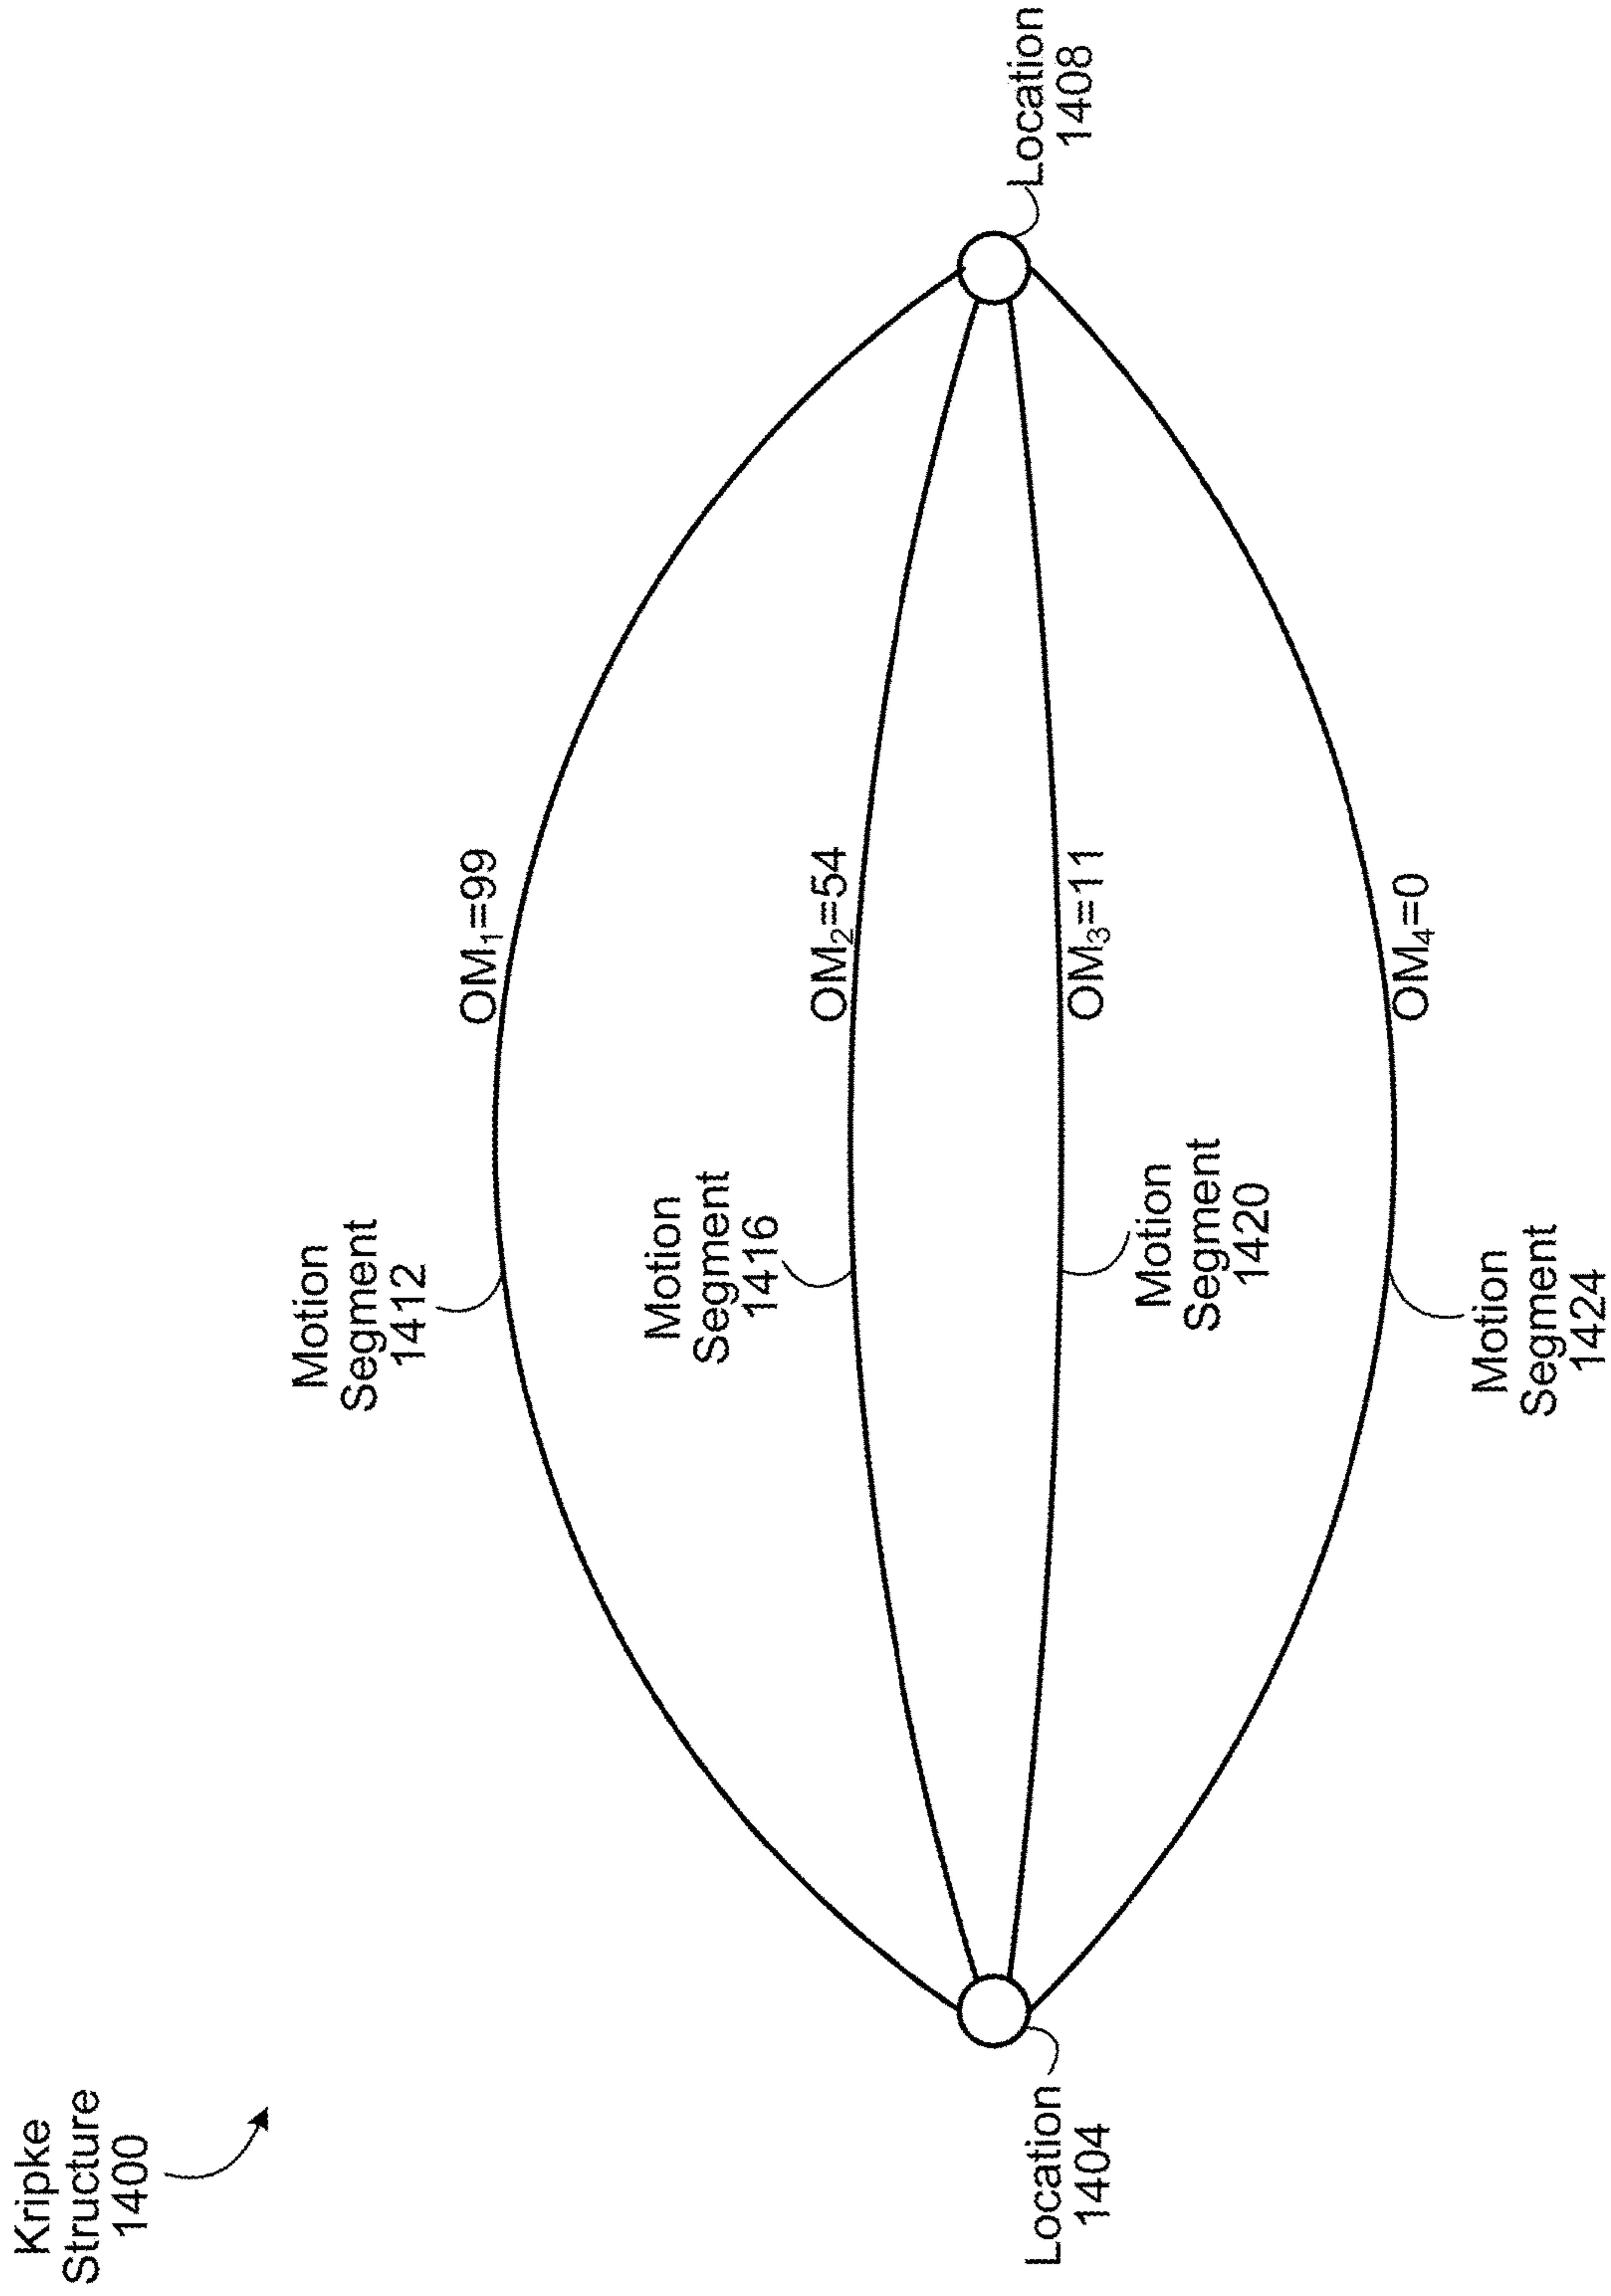 Kripke
Structure
1400
Motion
Segment
1412
OM₁=99
Motion
Segment
1416
OM₂=54
Location
1404
Location
1408
OM₃=11
Motion
Segment
1420
OM₄=0
Motion
Segment
1424